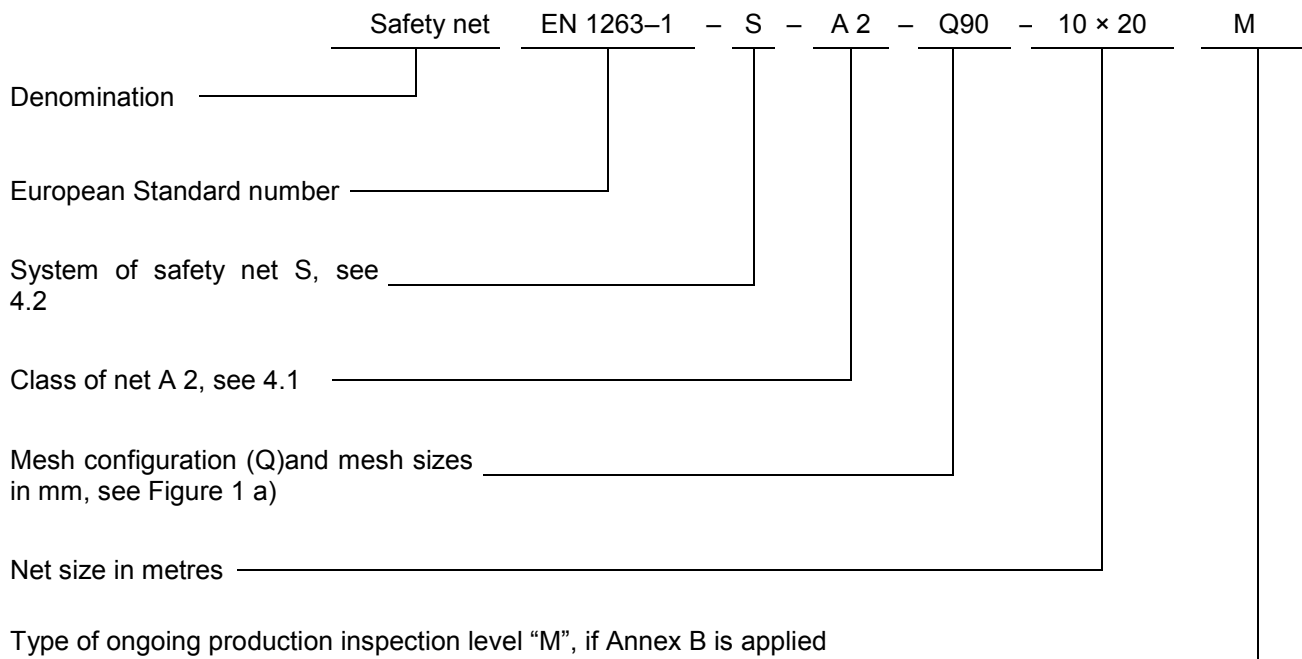 Safety net EN 1263–1 – S – A 2 – Q90 – 10 × 20 M
Denomination
European Standard number
System of safety net S, see
4.2
Class of net A 2, see 4.1
Mesh configuration (Q)and mesh sizes
in mm, see Figure 1 a)
Net size in metres
Type of ongoing production inspection level “M”, if Annex B is applied